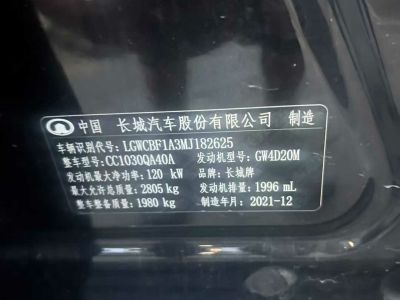 中国 长城汽车股份有限公司 制造
车辆识别代号: LGWCBF1A3MJ182625
整车型号: CC1030QA40A 发动机型号: GW4D20M
发动机最大净功率: 120 kW 品牌: 长城牌
最大允许总质量: 2805 kg 发动机排量: 1996 mL
整车整备质量: 1980 kg 制造年月: 2021-12